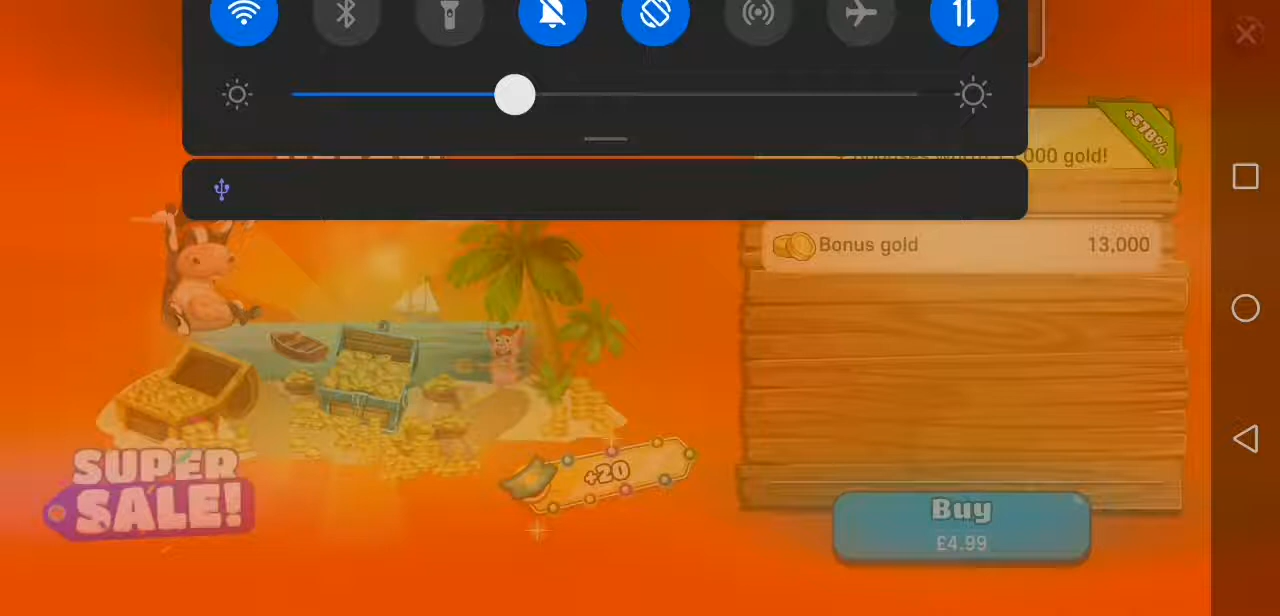 +578%
000 gold!
Bonus gold 13,000
+20
SUPER
SALE!
Buy
£4.99